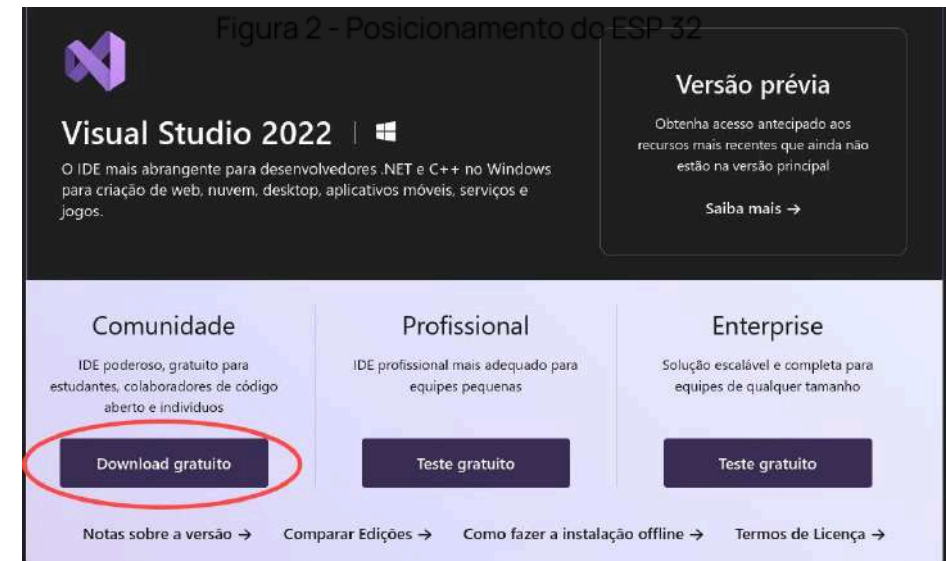 Figura 2 - Posicionamento do ESP 32
Visual Studio 2022
O IDE mais abrangente para desenvolvedores .NET e C++ no Windows
para criação de web, nuvem, desktop, aplicativos móveis, serviços e
jogos.
Versão prévia
Obtenha acesso antecipado aos
recursos mais recentes que ainda não
estão na versão principal
Saiba mais →
Comunidade
IDE poderoso, gratuito para
estudantes, colaboradores de código
aberto e indivíduos
Download gratuito
Profissional
IDE profissional mais adequado para
equipes pequenas
Teste gratuito
Enterprise
Solução escalável e completa para
equipes de qualquer tamanho
Teste gratuito
Notas sobre a versão → Comparar Edições → Como fazer a instalação offline → Termos de Licença →